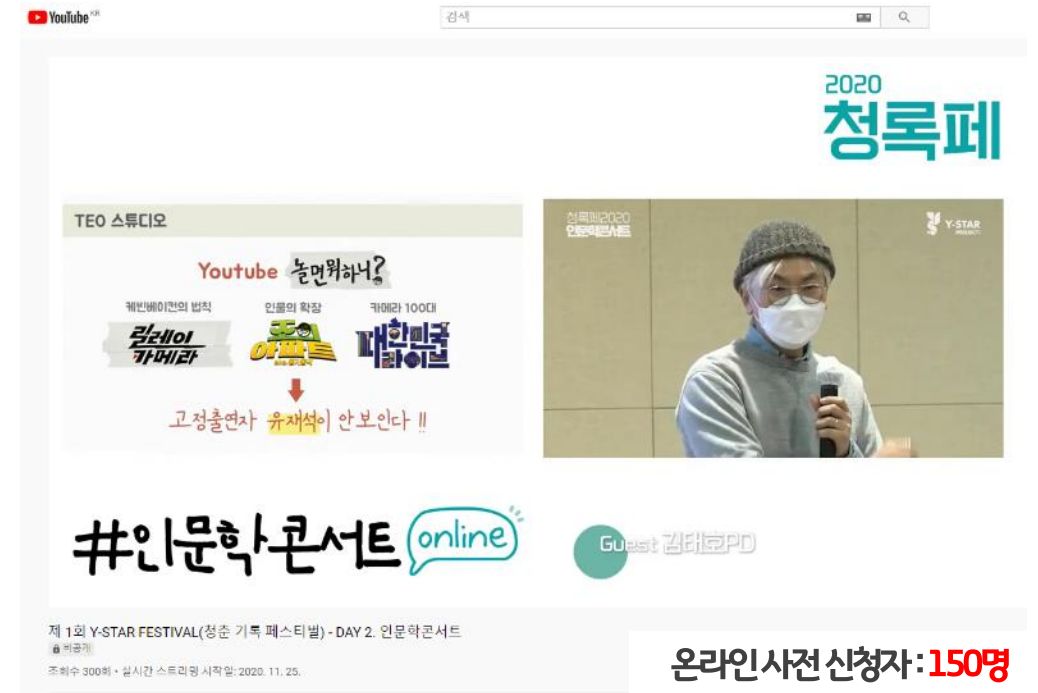 YouTube KR
검색
2020
청록페
TEO 스튜디오
Youtube 놀면뭐하니?
케빈베이컨의 법칙
릴레이
카메라
인물의 확장
조의
아파트
카메라 100대
대한민국
라이브
고정출연자 유재석이 안보인다 !!
청록페2020
인문학콘서트
Y-STAR
PROJECT
#인문학콘서트 online
Guest 김태호PD
제 1회 Y-STAR FESTIVAL(청춘 기록 페스티벌) - DAY 2. 인문학콘서트
비공개
조회수 300회 • 실시간 스트리밍 시작일: 2020. 11. 25.
온라인 사전 신청자 : 150명